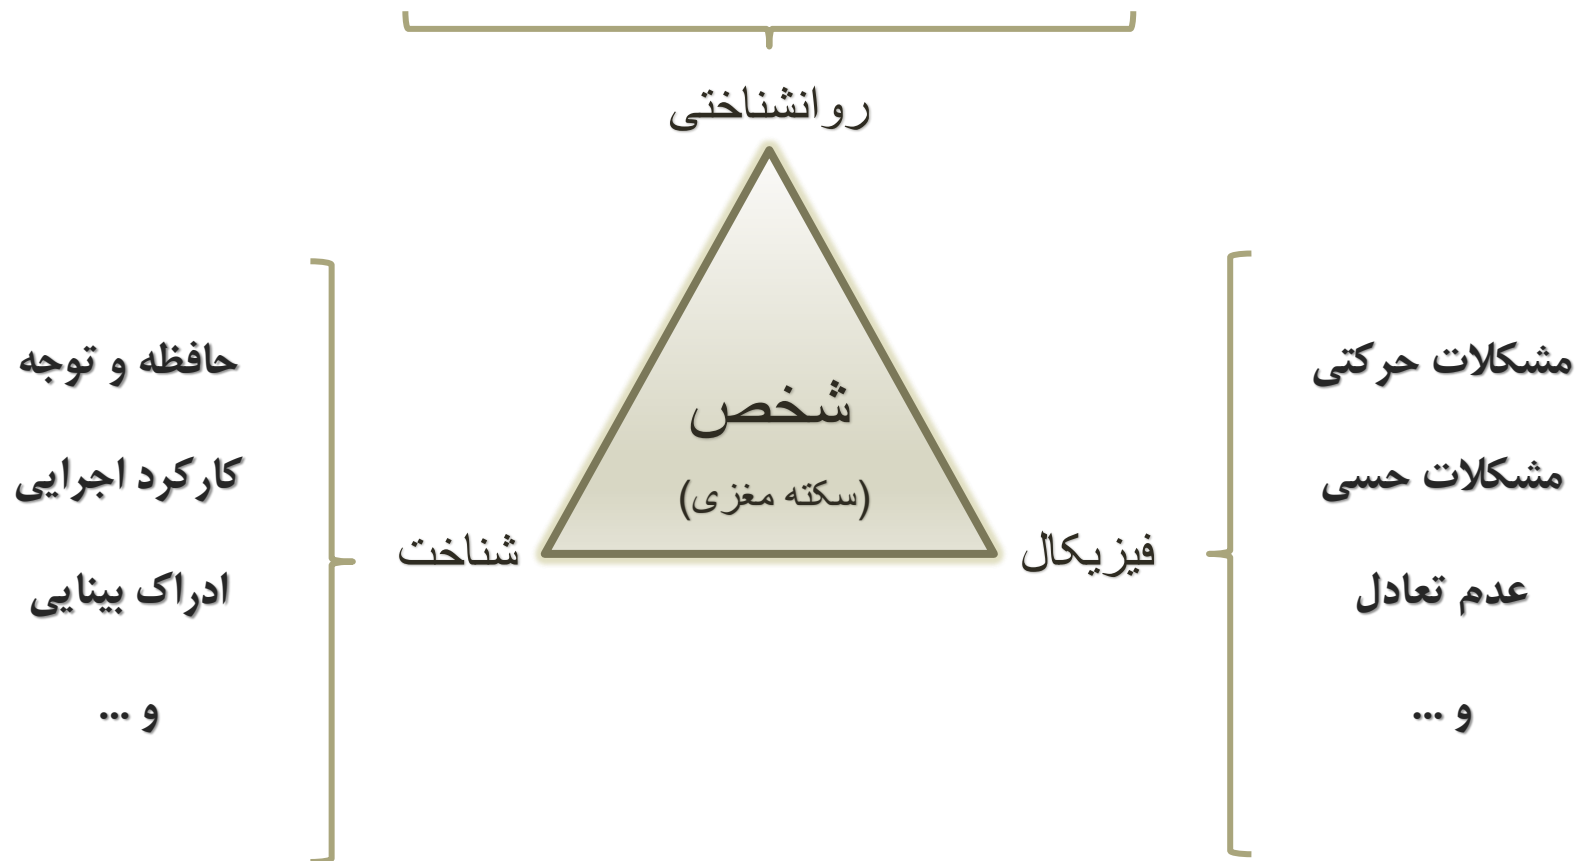 روانشناختی
شخص
(سکته مغزی)
فیزیکال
شناخت
مشکلات حرکتی
مشکلات حسی
عدم تعادل
و ...
حافظه و توجه
کارکرد اجرایی
ادراک بینایی
و ...